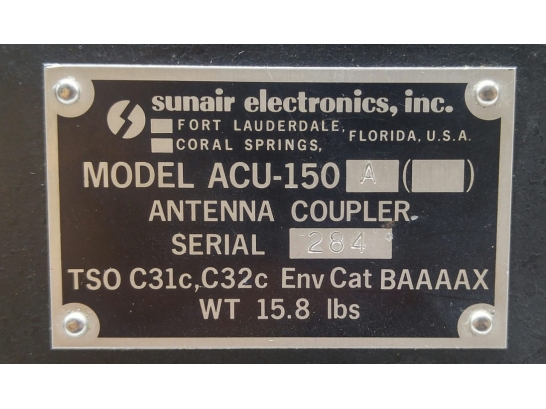 sunair electronics, inc.
FORT LAUDERDALE,
CORAL SPRINGS, FLORIDA, U.S.A.
MODEL ACU-150 A ( )
ANTENNA COUPLER
SERIAL 284
TSO C31c, C32c Env Cat BAAAAX
WT 15.8 lbs